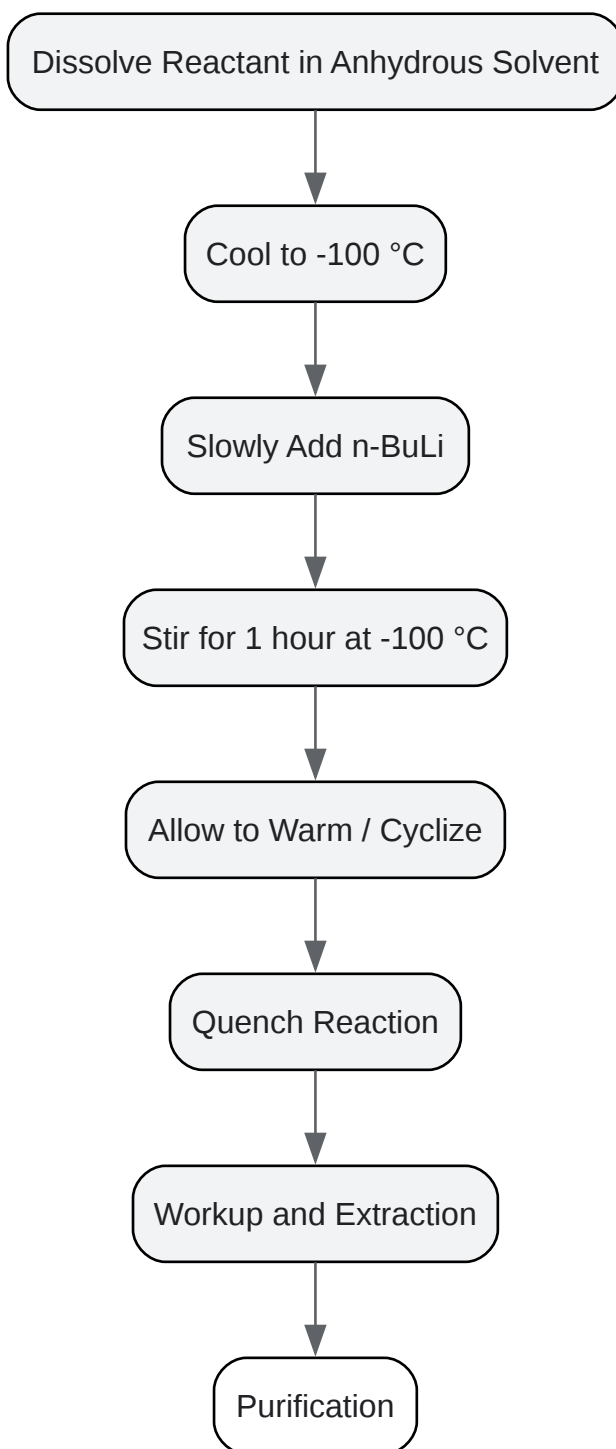 Dissolve Reactant in Anhydrous Solvent
Cool to -100 °C
Slowly Add n-BuLi
Stir for 1 hour at -100 °C
Allow to Warm / Cyclize
Quench Reaction
Workup and Extraction
Purification